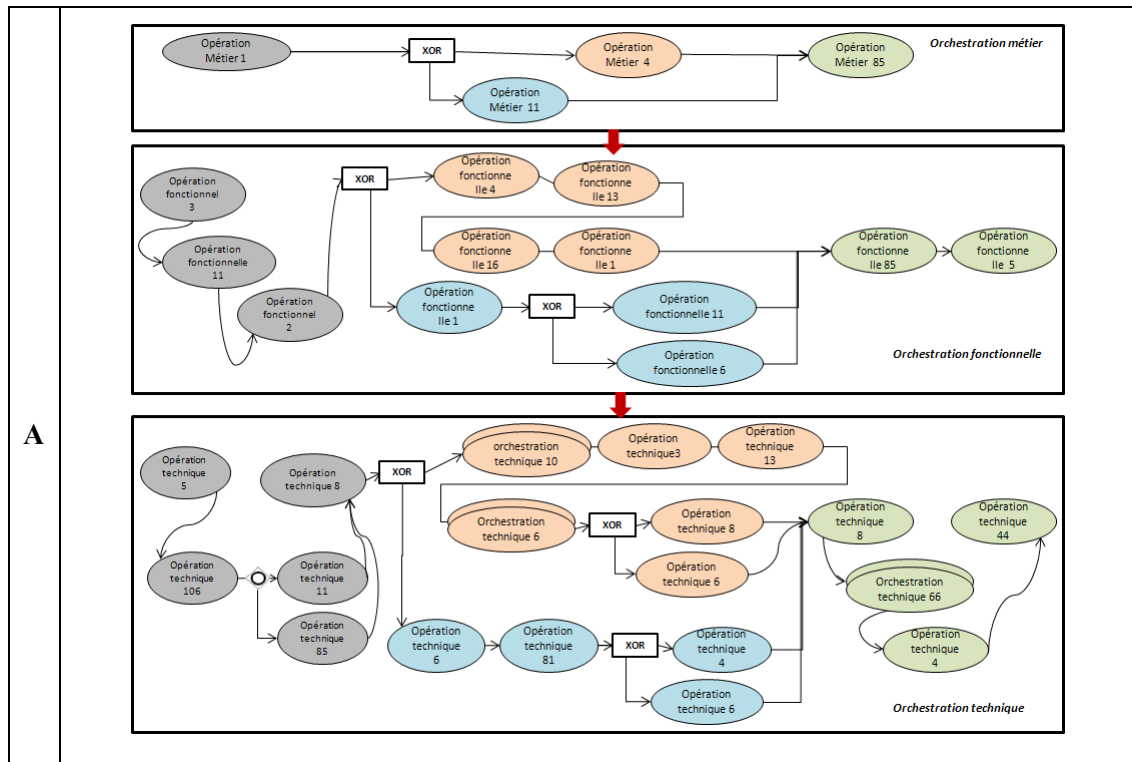 A
Opération
Métier 1
XOR
Opération
Métier 4
Opération
Métier 85
Orchestration métier
Opération
Métier 11
Opération
fonctionnel
3
Opération
fonctionnelle
11
Opération
fonctionnel
2
XOR
Opération
fonctionne
lle 4
Opération
fonctionne
lle 13
Opération
fonctionne
lle 16
Opération
fonctionne
lle 1
Opération
fonctionne
lle 85
Opération
fonctionne
lle 5
Opération
fonctionne
lle 1
XOR
Opération
fonctionnelle 11
Opération
fonctionnelle 6
Orchestration fonctionnelle
Opération
technique
5
Opération
technique
106
Opération
technique 8
Opération
technique
11
Opération
technique
85
XOR
orchestration
technique 10
Opération
technique3
Opération
technique
13
Orchestration
technique 6
XOR
Opération
technique 8
Opération
technique 6
Opération
technique
8
Opération
technique
44
Orchestration
technique 66
Opération
technique
4
Opération
technique
6
Opération
technique
81
XOR
Opération
technique
4
Opération
technique 6
Orchestration technique